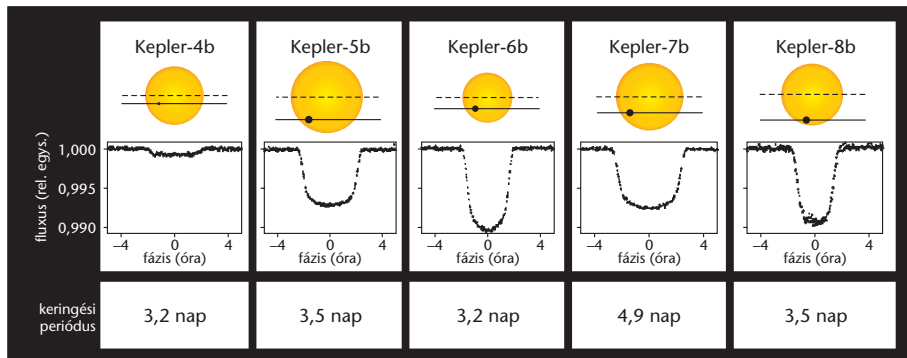 Kepler-4b
Kepler-5b
Kepler-6b
Kepler-7b
Kepler-8b
fluxus (rel. egys.)
1,000
0,995
0,990
−4 0 4
−4 0 4
−4 0 4
−4 0 4
−4 0 4
fázis (óra)
fázis (óra)
fázis (óra)
fázis (óra)
fázis (óra)
keringési
periódus
3,2 nap
3,5 nap
3,2 nap
4,9 nap
3,5 nap